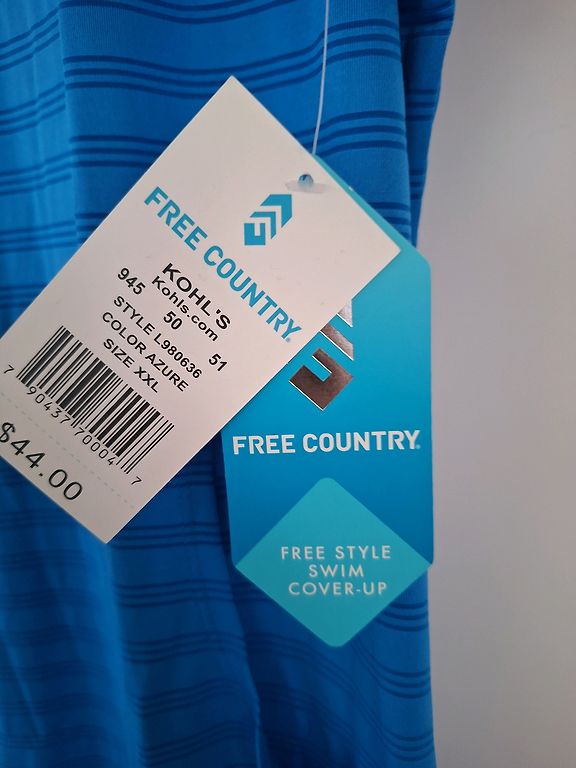 FREE COUNTRY®
KOHL'S
Kohls.com
945 50 51
STYLE L980636
COLOR AZURE
SIZE XXL
7 90437 70004 7
$44.00
FREE COUNTRY®
FREE STYLE
SWIM
COVER-UP